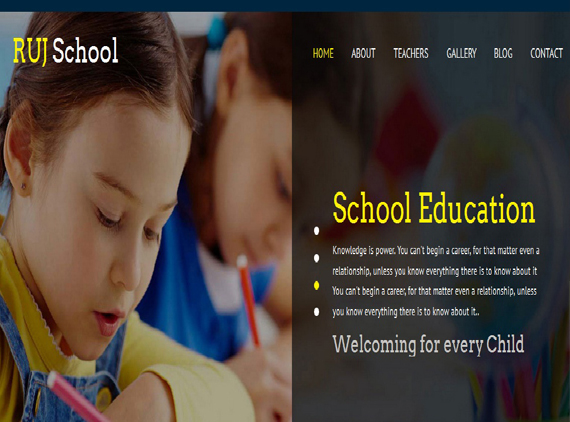 RUJ School
HOME ABOUT TEACHERS GALLERY BLOG CONTACT
School Education
Knowledge is power. You can't begin a career, for that matter even a
relationship, unless you know everything there is to know about it
You can't begin a career, for that matter even a relationship, unless
you know everything there is to know about it..
Welcoming for every Child